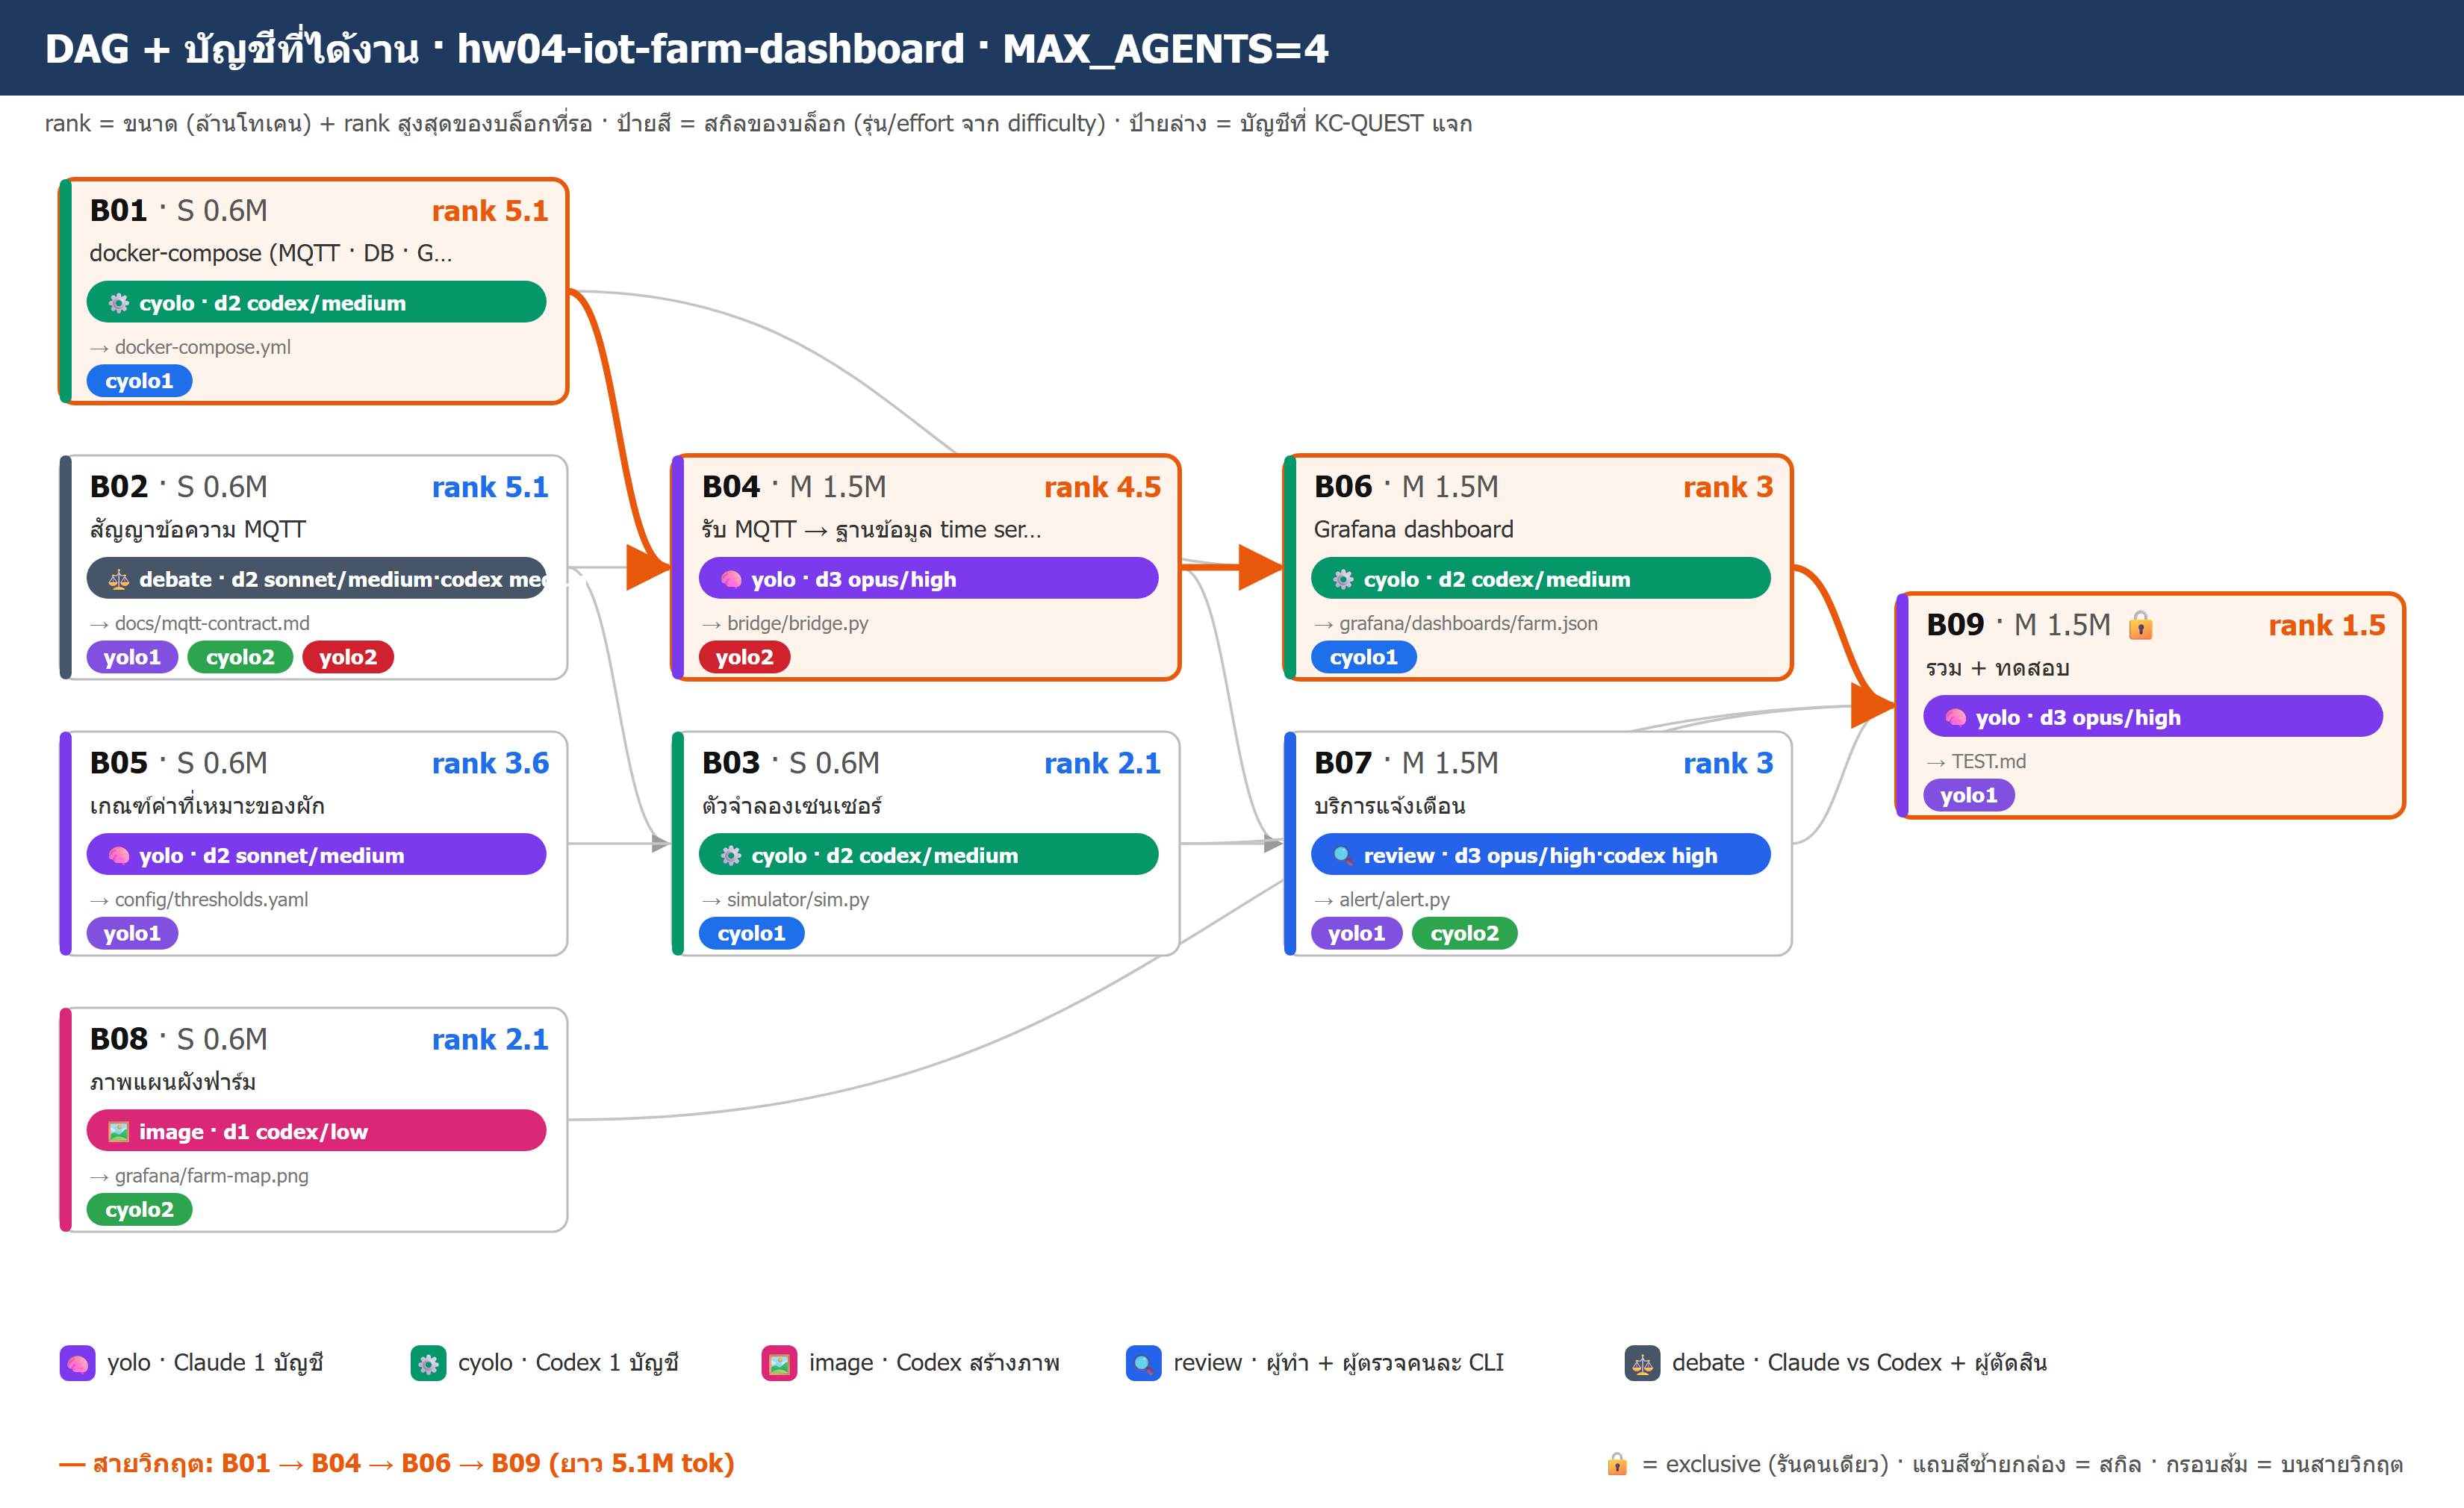 DAG + บัญชีที่ได้งาน · hw04-iot-farm-dashboard · MAX_AGENTS=4
rank = ขนาด (ล้านโทเคน) + rank สูงสุดของบล็อกที่รอ · ป้ายสี = สกิลของบล็อก (รุ่น/effort จาก difficulty) · ป้ายล่าง = บัญชีที่ KC-QUEST แจก
B01 · S 0.6M rank 5.1
docker-compose (MQTT · DB · G...
cyolo · d2 codex/medium
→ docker-compose.yml
cyolo1
B02 · S 0.6M rank 5.1
สัญญาข้อความ MQTT
debate · d2 sonnet/medium·codex med
→ docs/mqtt-contract.md
yolo1 cyolo2 yolo2
B04 · M 1.5M rank 4.5
รับ MQTT → ฐานข้อมูล time ser...
yolo · d3 opus/high
→ bridge/bridge.py
yolo2
B06 · M 1.5M rank 3
Grafana dashboard
cyolo · d2 codex/medium
→ grafana/dashboards/farm.json
cyolo1
B09 · M 1.5M rank 1.5
รวม + ทดสอบ
yolo · d3 opus/high
→ TEST.md
yolo1
B05 · S 0.6M rank 3.6
เกณฑ์ค่าที่เหมาะของผัก
yolo · d2 sonnet/medium
→ config/thresholds.yaml
yolo1
B03 · S 0.6M rank 2.1
ตัวจำลองเซนเซอร์
cyolo · d2 codex/medium
→ simulator/sim.py
cyolo1
B07 · M 1.5M rank 3
บริการแจ้งเตือน
review · d3 opus/high·codex high
→ alert/alert.py
yolo1 cyolo2
B08 · S 0.6M rank 2.1
ภาพแผนผังฟาร์ม
image · d1 codex/low
→ grafana/farm-map.png
cyolo2
yolo · Claude 1 บัญชี cyolo · Codex 1 บัญชี image · Codex สร้างภาพ review · ผู้ทำ + ผู้ตรวจคนละ CLI debate · Claude vs Codex + ผู้ตัดสิน
— สายวิกฤต: B01 → B04 → B06 → B09 (ยาว 5.1M tok)
= exclusive (รันคนเดียว) · แถบสีซ้ายกล่อง = สกิล · กรอบส้ม = บนสายวิกฤต